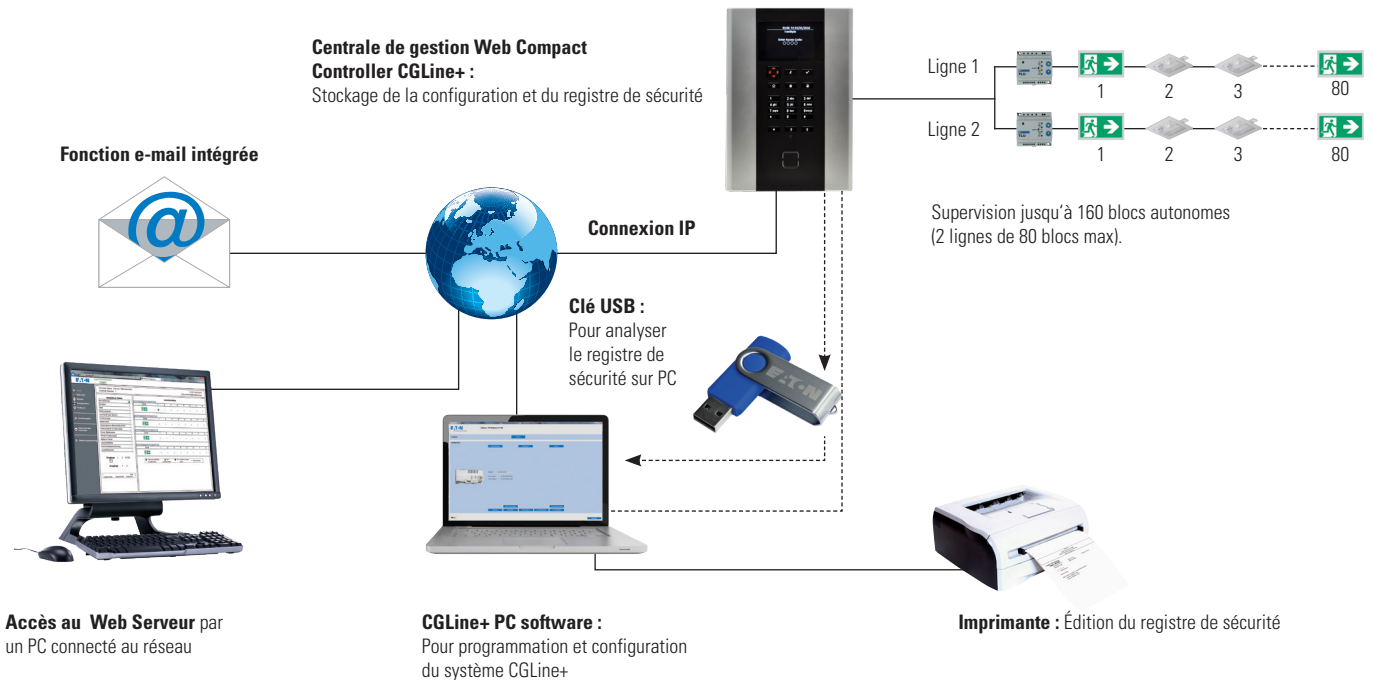 Centrale de gestion Web Compact
Controller CGLine+ :
Stockage de la configuration et du registre de sécurité
Ligne 1
1
2
3
80
Ligne 2
1
2
3
80
Supervision jusqu'à 160 blocs autonomes
(2 lignes de 80 blocs max).
Fonction e-mail intégrée
@
Connexion IP
Clé USB :
Pour analyser
le registre de
sécurité sur PC
EATON
EATON
EATON
Accès au Web Serveur par
un PC connecté au réseau
CGLine+ PC software :
Pour programmation et configuration
du système CGLine+
Imprimante : Édition du registre de sécurité